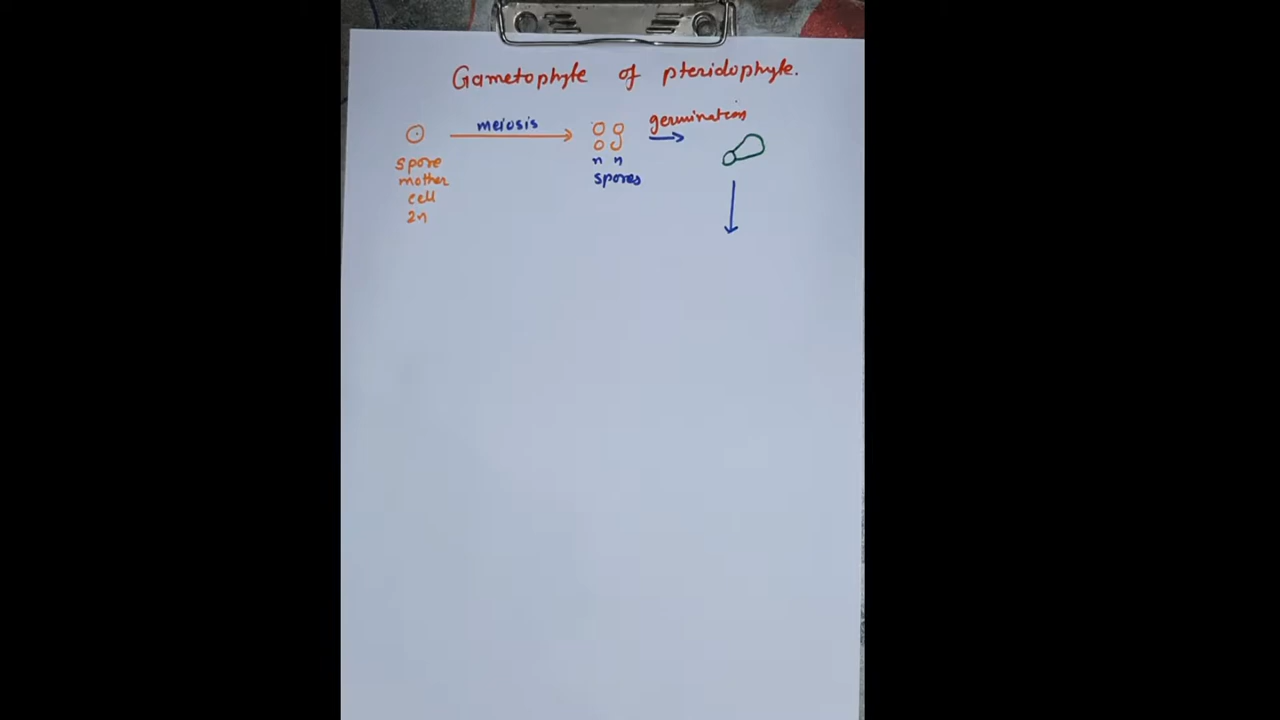 Gametophyte of pteridophyte.
meiosis
germination
n n
spores
spore
mother
cell
2n